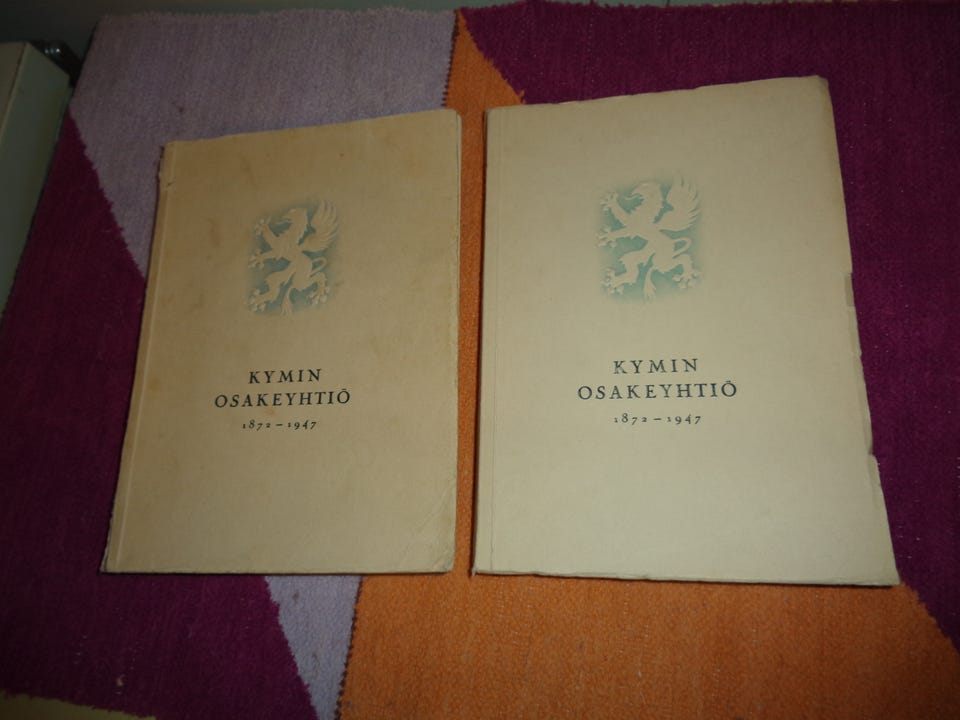 KYMIN
OSAKEYHTIÖ
1872 – 1947
KYMIN
OSAKEYHTIÖ
1872 – 1947